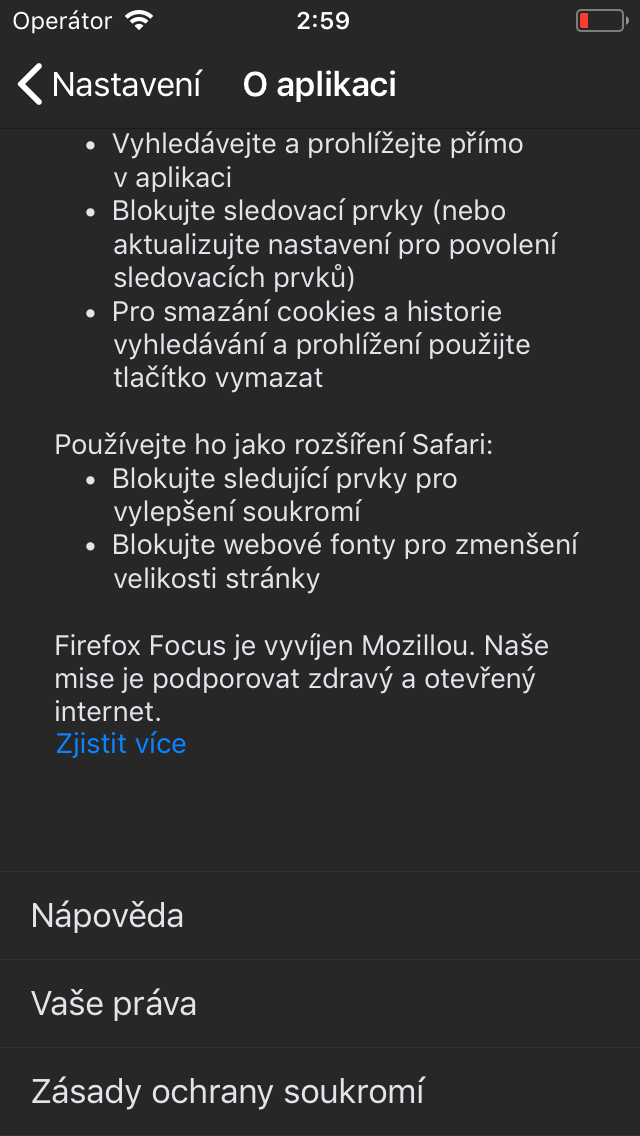 Operátor 2:59
Nastavení O aplikaci
• Vyhledávejte a prohlížejte přímo
v aplikaci
• Blokujte sledovací prvky (nebo
aktualizujte nastavení pro povolení
sledovacích prvků)
• Pro smazání cookies a historie
vyhledávání a prohlížení použijte
tlačítko vymazat
Používejte ho jako rozšíření Safari:
• Blokujte sledující prvky pro
vylepšení soukromí
• Blokujte webové fonty pro zmenšení
velikosti stránky
Firefox Focus je vyvíjen Mozillou. Naše
mise je podporovat zdravý a otevřený
internet.
Zjistit více
Nápověda
Vaše práva
Zásady ochrany soukromí